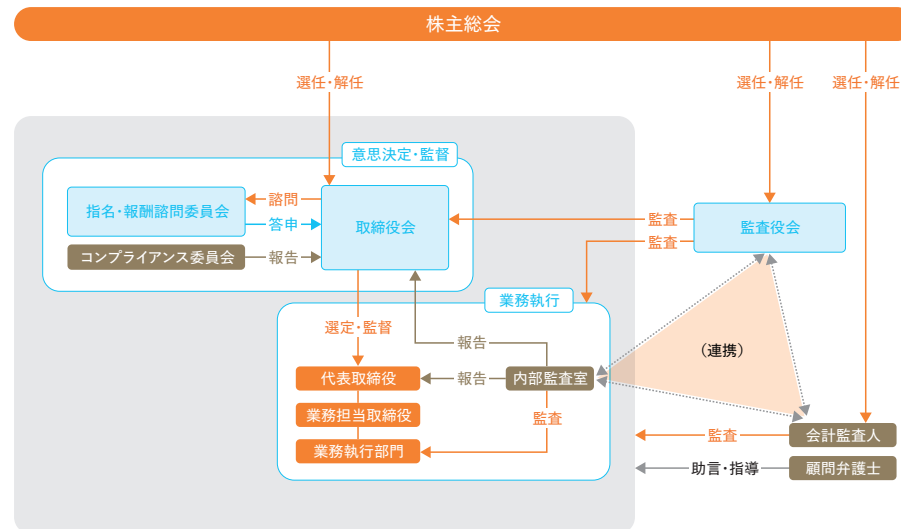 株主総会
選任・解任
選任・解任
選任・解任
意思決定・監督
指名・報酬諮問委員会
諮問
答申
取締役会
コンプライアンス委員会
報告
監査
監査
監査役会
業務執行
選定・監督
報告
（連携）
代表取締役
報告
内部監査室
業務担当取締役
監査
業務執行部門
監査
会計監査人
助言・指導
顧問弁護士